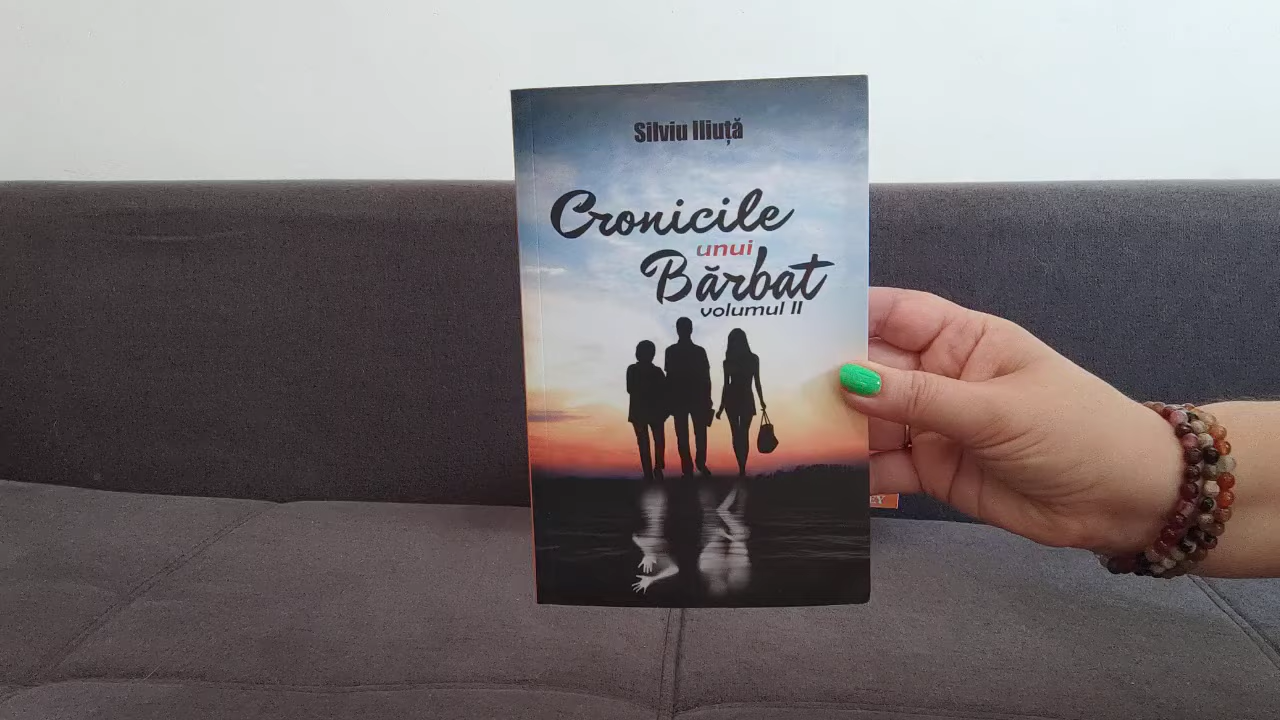 Silviu Iliuță
Cronicile
unui
Bărbat
volumul II